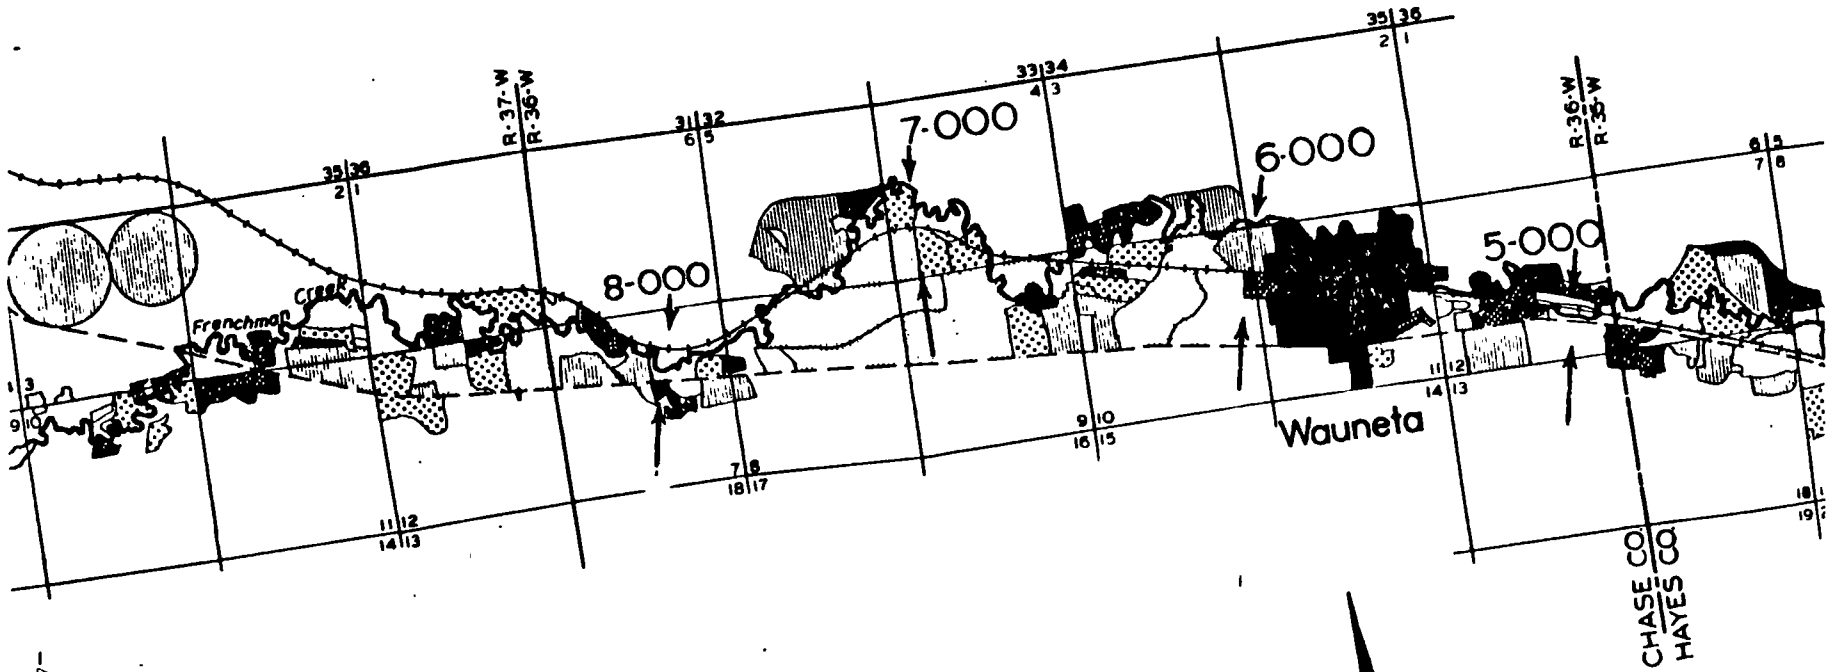 35|36
2|1
33|34
4|3
R-37-W
R-36-W
31|32
6|5
7-000
R-36-W
R-35-W
6|5
7|8
35|36
2|1
6-000
5-000
8-000
Creek
Frenchman
3
9|10
11|12
14|13
9|10
16|15
Wauneta
7|8
18|17
11|12
14|13
18
19
CHASE CO.
HAYES CO.